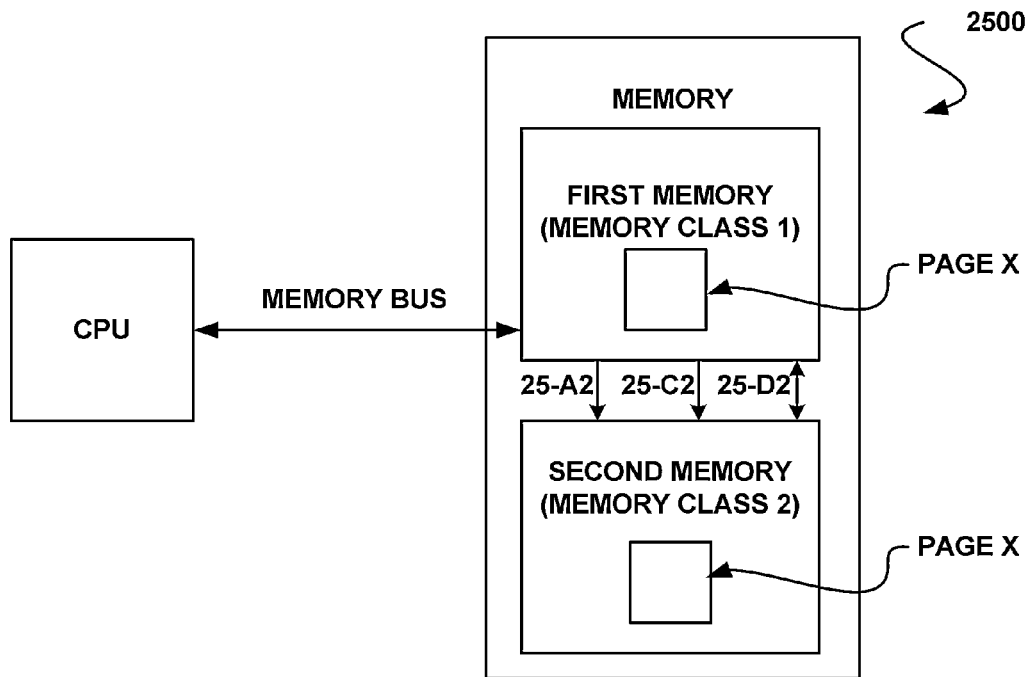 2500
MEMORY
FIRST MEMORY
(MEMORY CLASS 1)
PAGE X
MEMORY BUS
CPU
25-A2 25-C2 25-D2
SECOND MEMORY
(MEMORY CLASS 2)
PAGE X